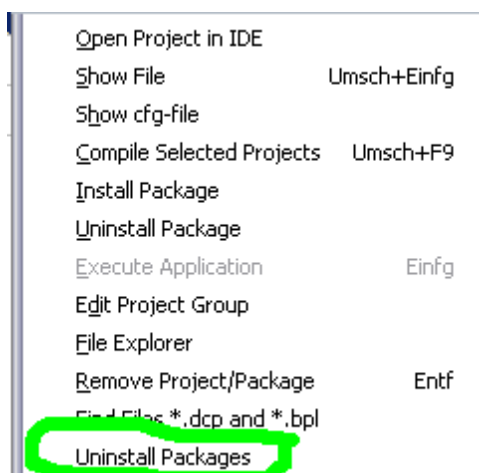 Open Project in IDE
Show File Umsch+Einfg
Show cfg-file
Compile Selected Projects Umsch+F9
Install Package
Uninstall Package
Execute Application Einfg
Edit Project Group
File Explorer
Remove Project/Package Entf
Find Files *.dcp and *.bpl
Uninstall Packages